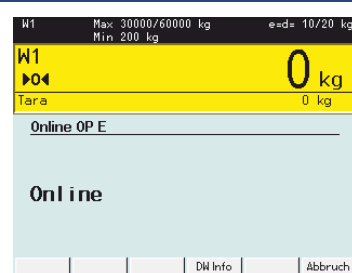 W1 Max 30000/60000 kg e=d= 10/20 kg
Min 200 kg
W1
▶0◀ 0 kg
Tara 0 kg
Online OP E
Online
DW Info Abbruch